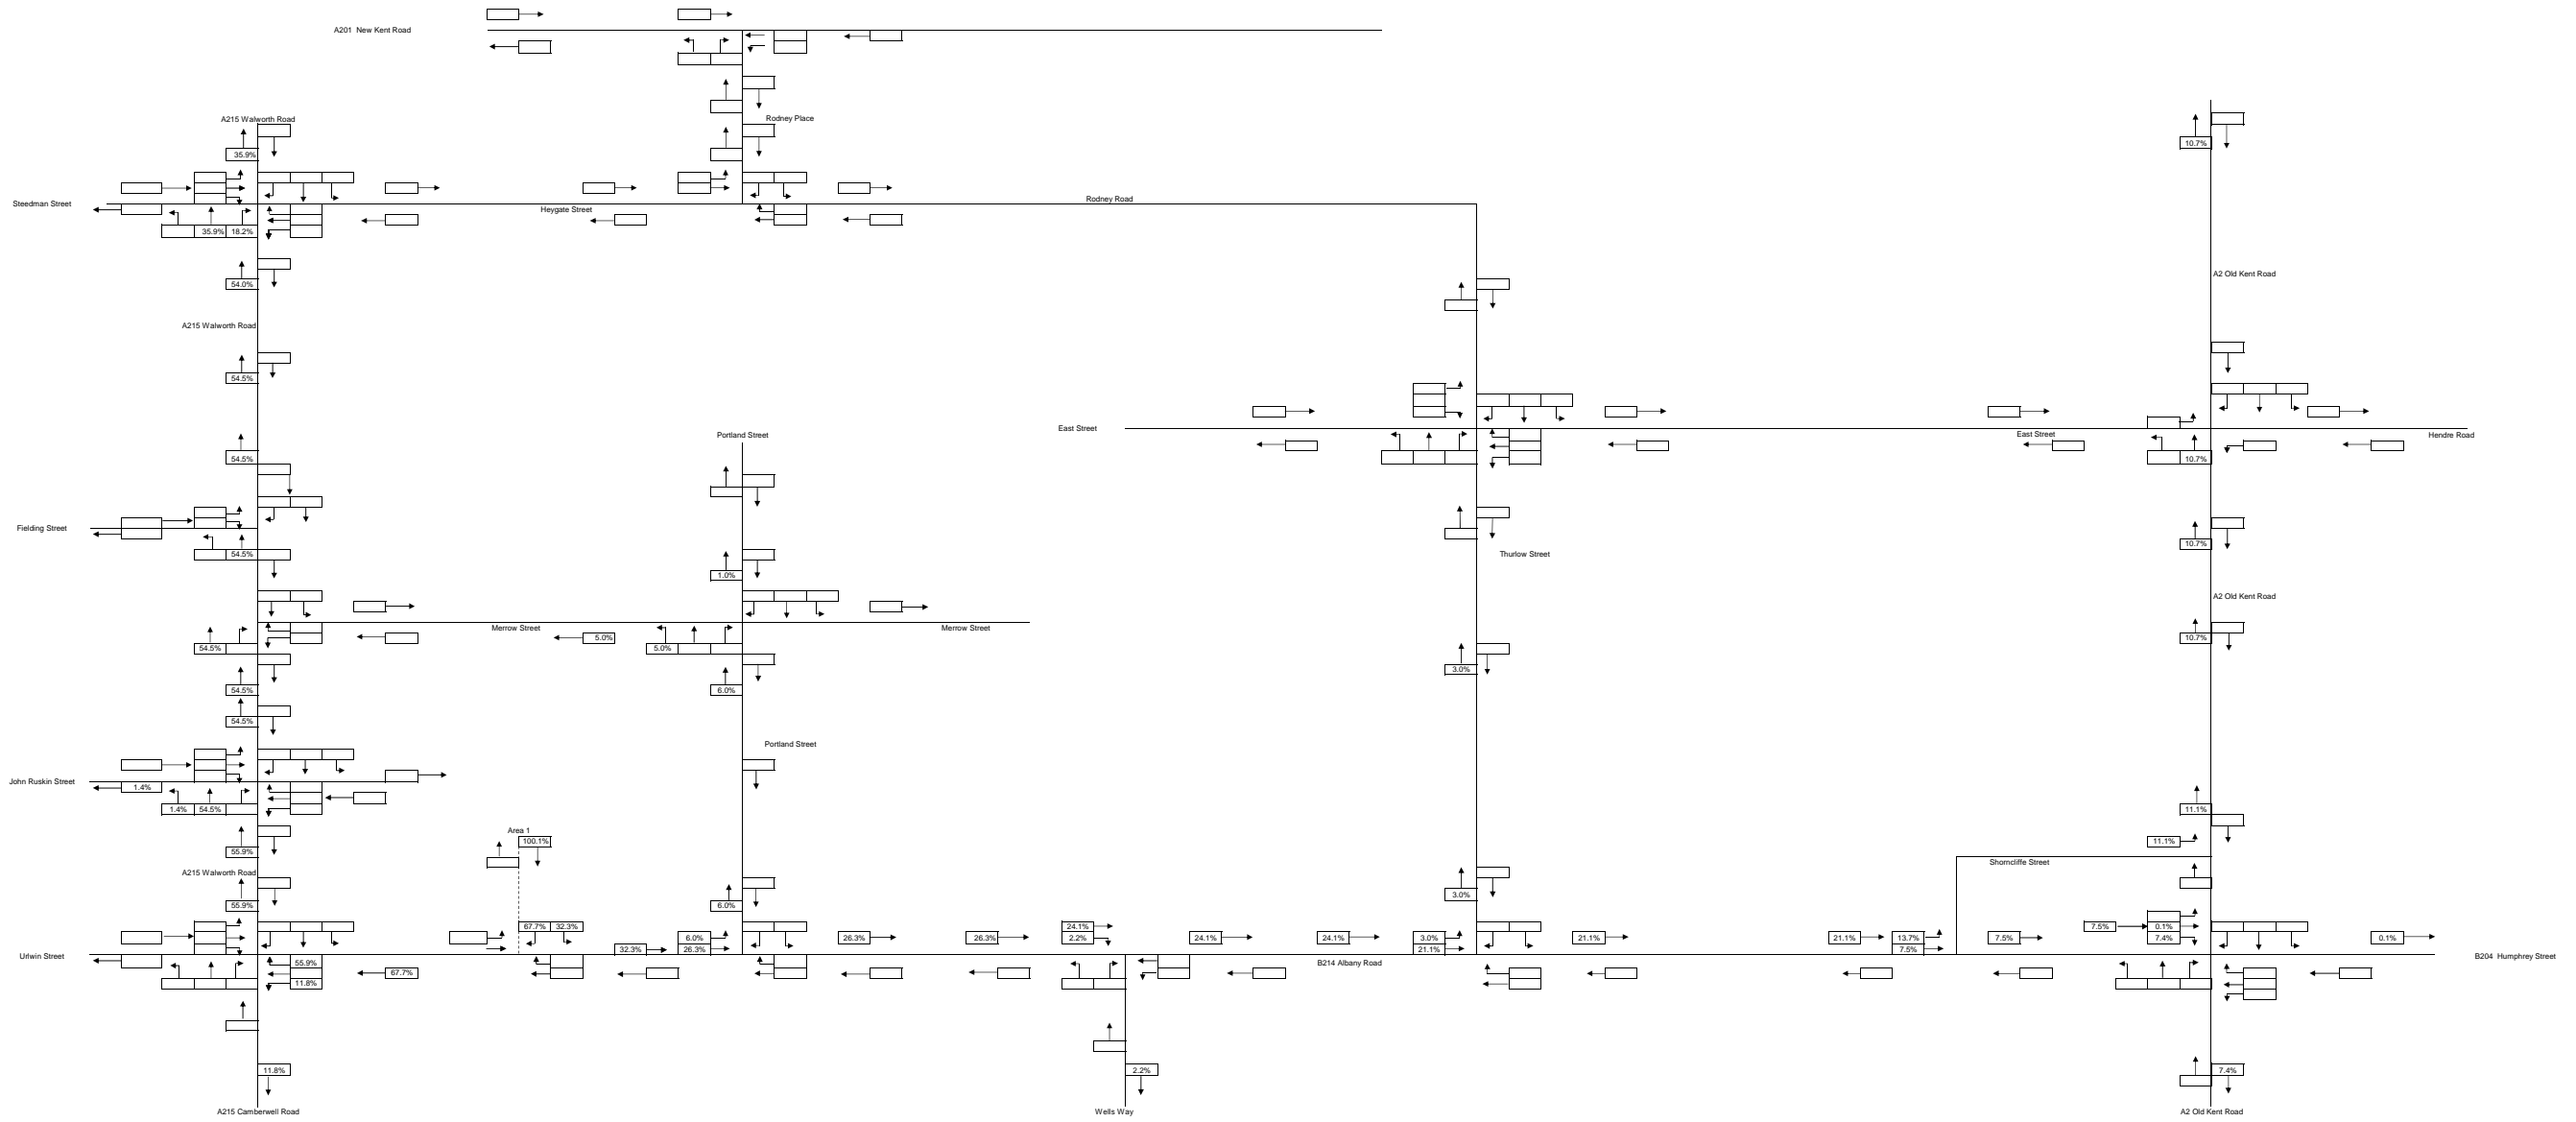 A201 New Kent Road
A215 Walworth Road
Rodney Place
35.9%
10.7%
Steedman Street
Heygate Street
Rodney Road
35.9% 18.2%
54.0%
A2 Old Kent Road
A215 Walworth Road
54.5%
Portland Street
East Street
East Street
Hendre Road
54.5%
10.7%
Fielding Street
54.5%
10.7%
Thurlow Street
1.0%
A2 Old Kent Road
Merrow Street
5.0%
Merrow Street
10.7%
54.5%
5.0%
3.0%
54.5%
6.0%
54.5%
Portland Street
John Ruskin Street
1.4%
1.4% 54.5%
11.1%
Area 1
100.1%
11.1%
55.9%
Shorncliffe Street
A215 Walworth Road
3.0%
55.9%
6.0%
67.7% 32.3%
24.1%
7.5%
0.1%
6.0%
26.3%
26.3%
2.2%
24.1%
24.1%
3.0%
21.1%
21.1%
13.7%
7.5%
7.4%
0.1%
32.3%
26.3%
21.1%
7.5%
Urlwin Street
55.9%
B214 Albany Road
B204 Humphrey Street
67.7%
11.8%
11.8%
2.2%
7.4%
A215 Camberwell Road
Wells Way
A2 Old Kent Road